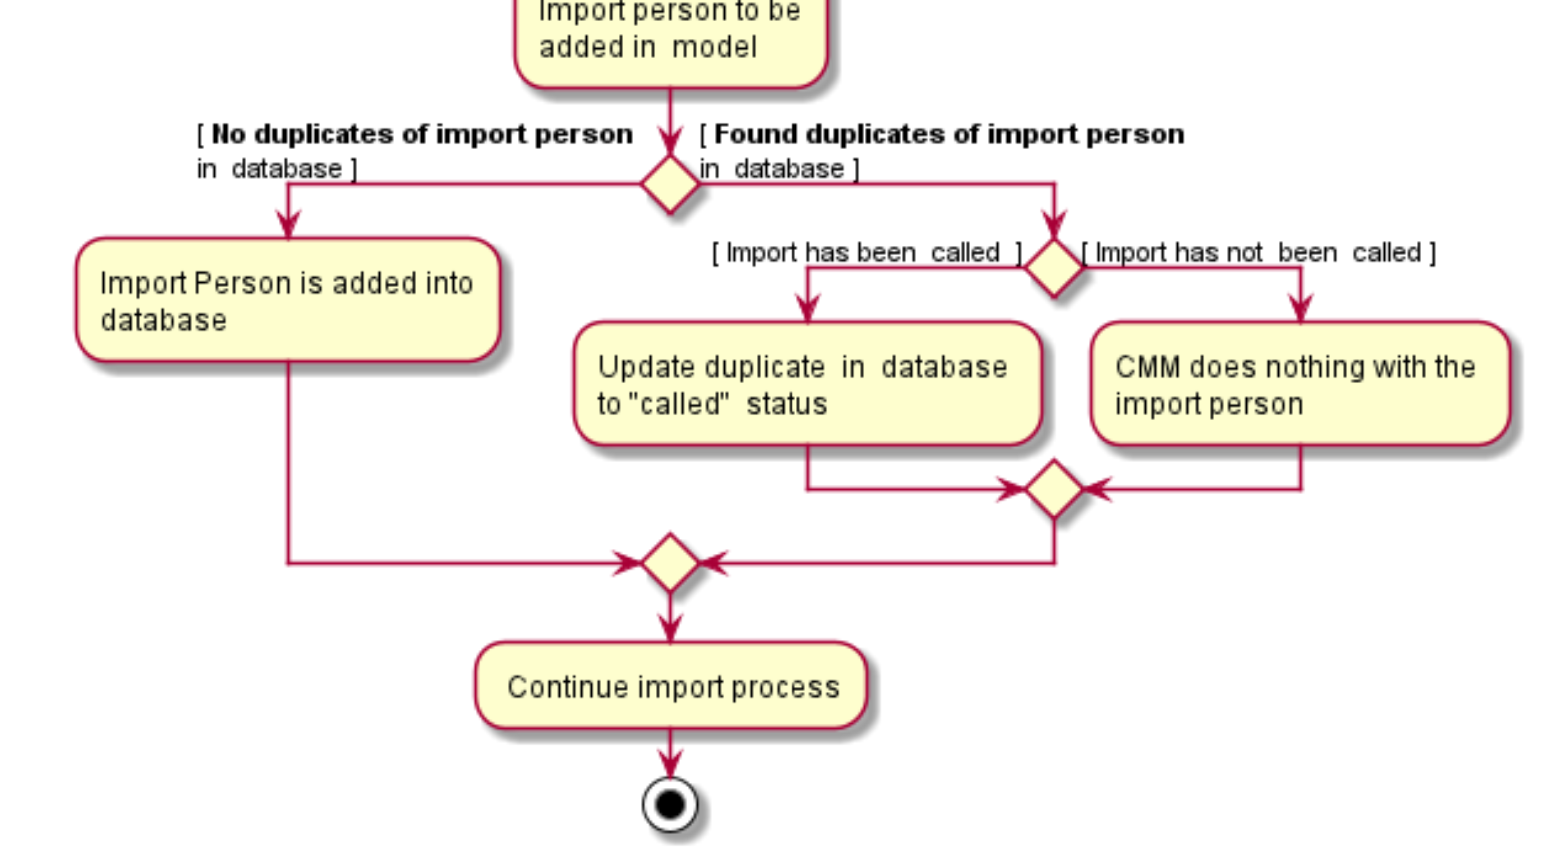 Import person to be
added in model
[ No duplicates of import person
in database ]
[ Found duplicates of import person
in database ]
[ Import has been called ]
[ Import has not been called ]
Import Person is added into
database
Update duplicate in database
to "called" status
CMM does nothing with the
import person
Continue import process